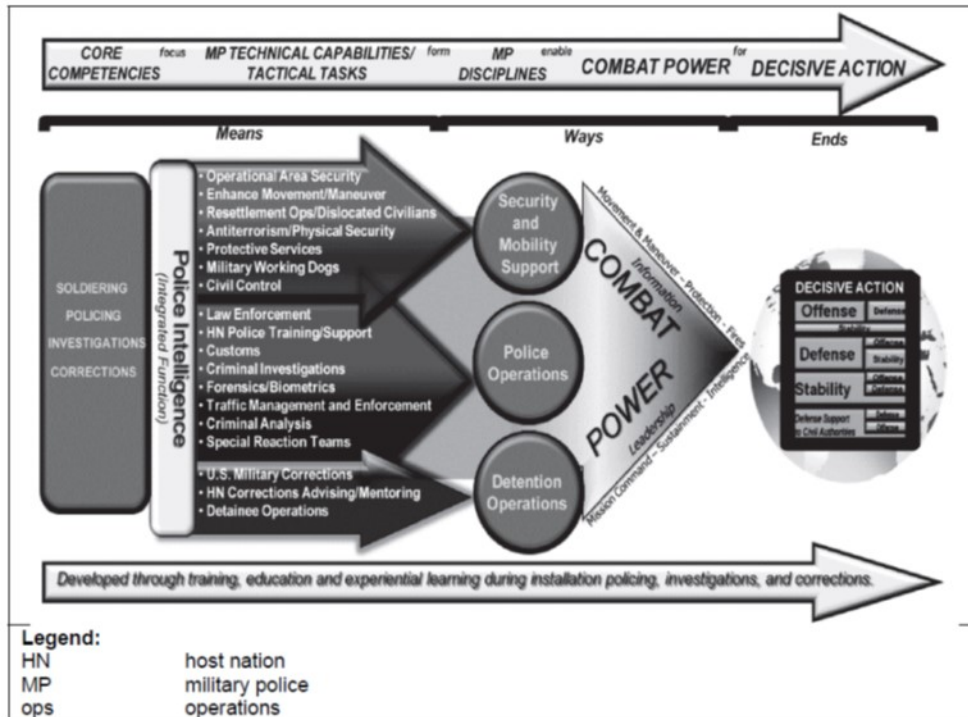 CORE COMPETENCIES focus MP TECHNICAL CAPABILITIES/ TACTICAL TASKS form MP DISCIPLINES enable COMBAT POWER for DECISIVE ACTION
Means
Ways
Ends
SOLDIERING
POLICING
INVESTIGATIONS
CORRECTIONS
Police Intelligence
(Integrated Function)
• Operational Area Security
• Enhance Movement/Maneuver
• Resettlement Ops/Dislocated Civilians
• Antiterrorism/Physical Security
• Protective Services
• Military Working Dogs
• Civil Control
• Law Enforcement
• HN Police Training/Support
• Customs
• Criminal Investigations
• Forensics/Biometrics
• Traffic Management and Enforcement
• Criminal Analysis
• Special Reaction Teams
• U.S. Military Corrections
• HN Corrections Advising/Mentoring
• Detainee Operations
Security
and
Mobility
Support
Police
Operations
Detention
Operations
Movement & Maneuver – Protection - Fires
Information
COMBAT
POWER
Leadership
Mission Command – Sustainment - Intelligence
DECISIVE ACTION
Offense
Defense
Stability
Defense
Offense
Stability
Stability
Offense
Defense
Defense Support
to Civil Authorities
Defense
Offense
Developed through training, education and experiential learning during installation policing, investigations, and corrections.
Legend:
HN host nation
MP military police
ops operations